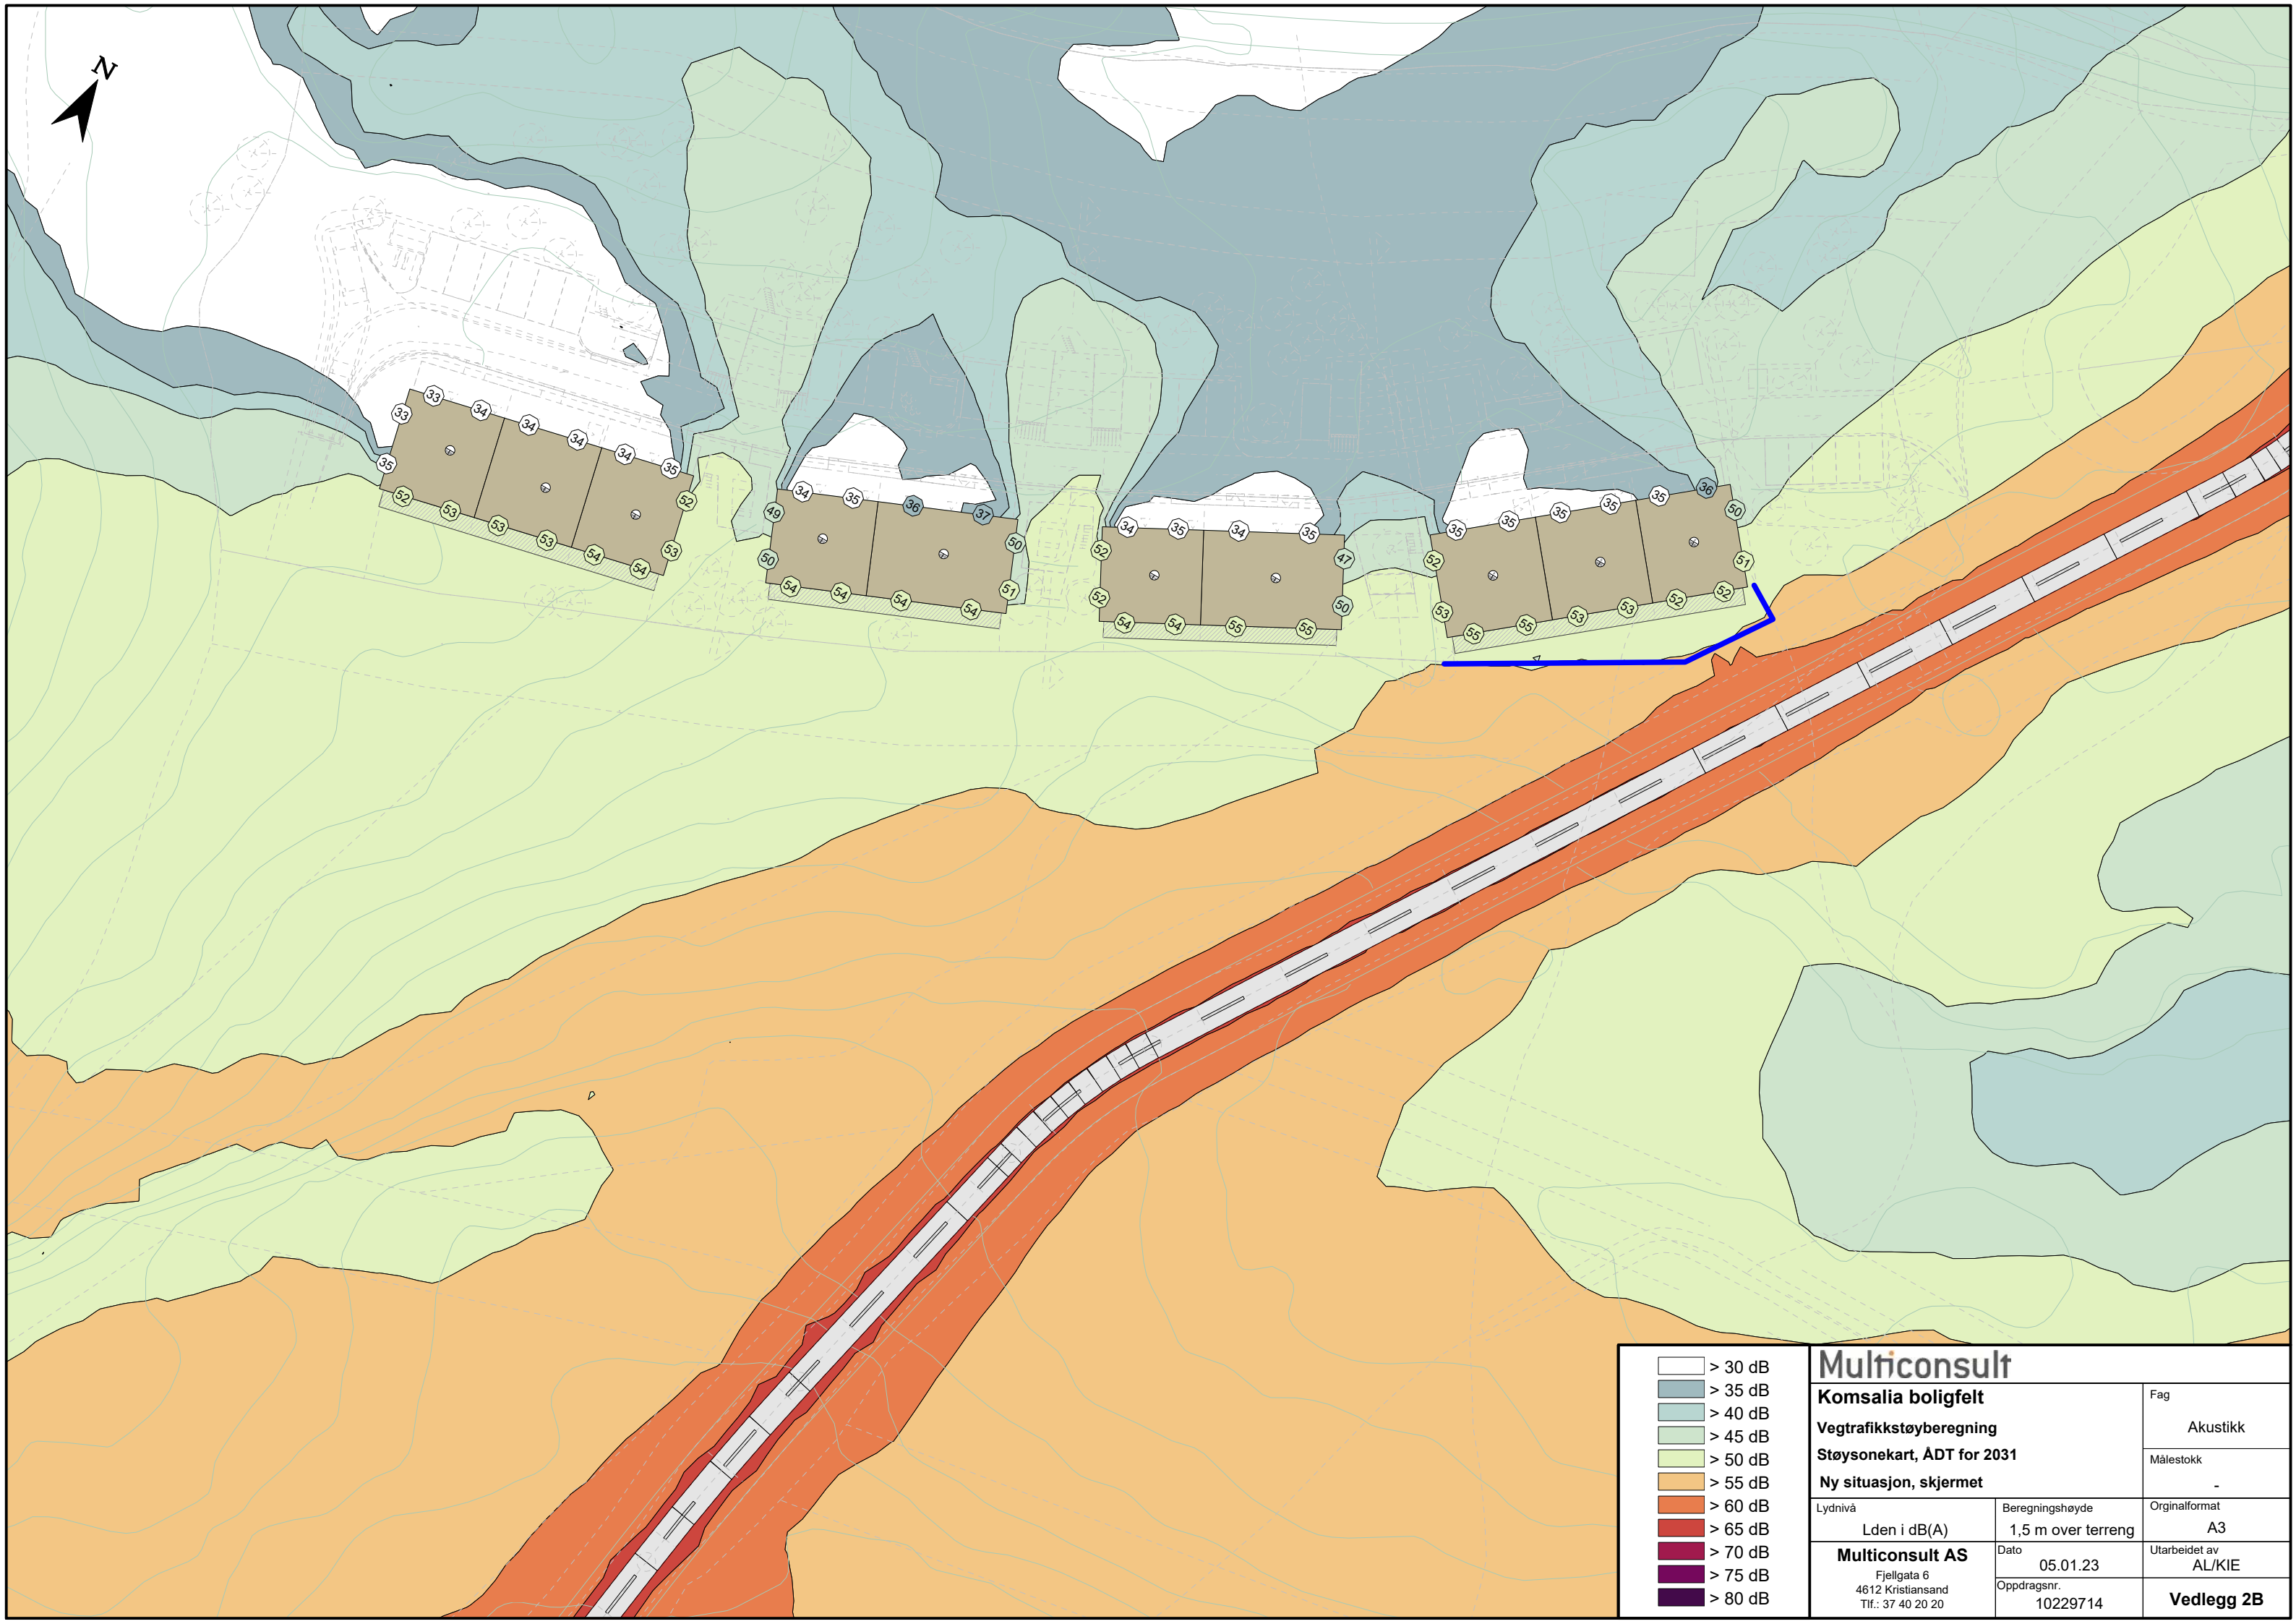 N
33
33
34
34
34
34
35
35
52
52
53
53
53
53
54
54
34
35
36
37
49
50
50
51
54
54
54
54
34
35
34
35
52
47
52
50
54
54
55
55
35
35
35
35
35
36
50
52
51
53
55
55
53
53
52
52
> 30 dB
> 35 dB
> 40 dB
> 45 dB
> 50 dB
> 55 dB
> 60 dB
> 65 dB
> 70 dB
> 75 dB
> 80 dB
Multiconsult
Komsalia boligfelt
Vegtrafikkstøyberegning
Støysonekart, ÅDT for 2031
Ny situasjon, skjermet
Fag
Akustikk
Målestokk
-
Lydnivå
Lden i dB(A)
Beregningshøyde
1,5 m over terreng
Orginalformat
A3
Multiconsult AS
Fjellgata 6
4612 Kristiansand
Tlf.: 37 40 20 20
Dato
05.01.23
Utarbeidet av
AL/KIE
Oppdragsnr.
10229714
Vedlegg 2B